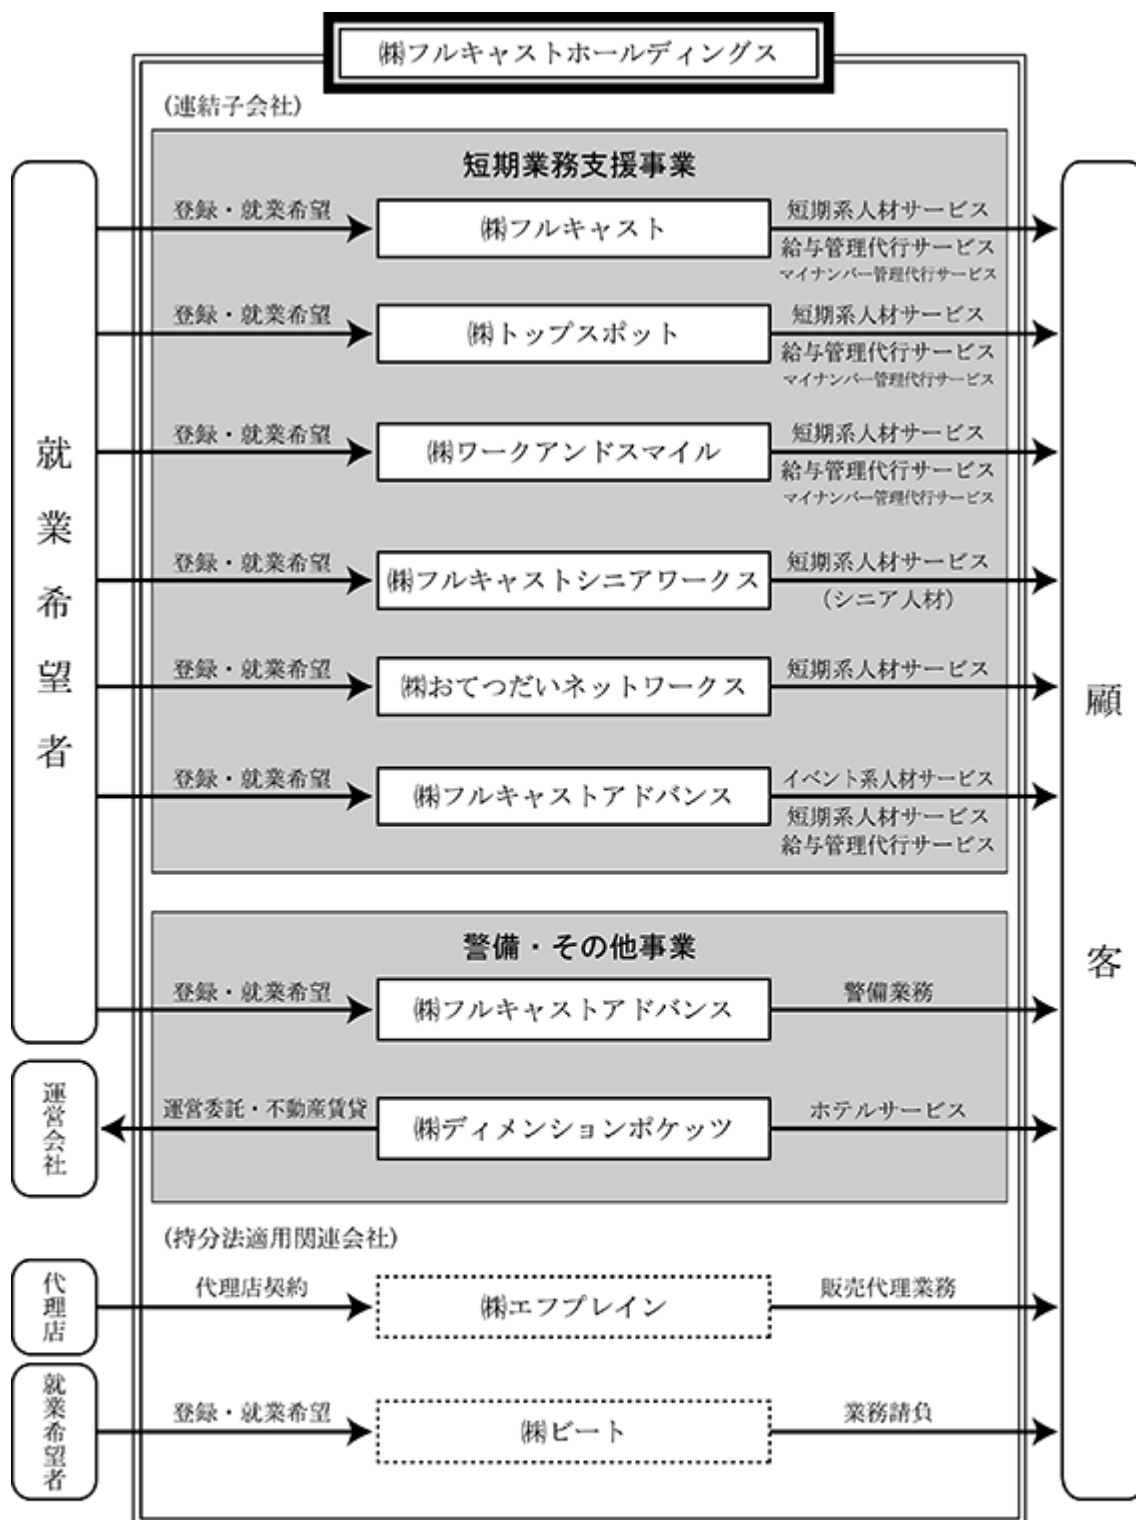 ㈱フルキャストホールディングス
(連結子会社)
短期業務支援事業
就業希望者
顧客
登録・就業希望
㈱フルキャスト
短期系人材サービス
給与管理代行サービス
マイナンバー管理代行サービス
登録・就業希望
㈱トップスポット
短期系人材サービス
給与管理代行サービス
マイナンバー管理代行サービス
登録・就業希望
㈱ワークアンドスマイル
短期系人材サービス
給与管理代行サービス
マイナンバー管理代行サービス
登録・就業希望
㈱フルキャストシニアワークス
短期系人材サービス
(シニア人材)
登録・就業希望
㈱おてつだいネットワークス
短期系人材サービス
登録・就業希望
㈱フルキャストアドバンス
イベント系人材サービス
短期系人材サービス
給与管理代行サービス
警備・その他事業
登録・就業希望
㈱フルキャストアドバンス
警備業務
運営会社
運営委託・不動産賃貸
㈱ディメンションポケッツ
ホテルサービス
(持分法適用関連会社)
代理店
代理店契約
㈱エフプレイン
販売代理業務
就業希望者
登録・就業希望
㈱ビート
業務請負